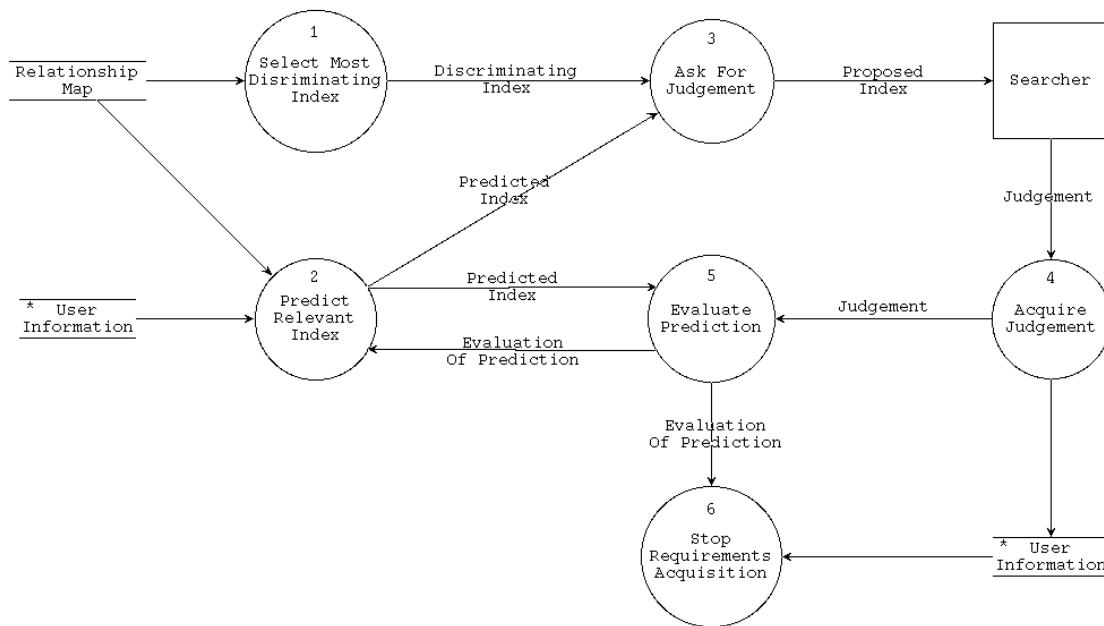 1
Select Most
Disriminating
Index
Relationship
Map
Discriminating
Index
3
Ask For
Judgement
Proposed
Index
Searcher
Predicted
Index
Judgement
2
Predict
Relevant
Index
* User
Information
Predicted
Index
Evaluation
Of Prediction
5
Evaluate
Prediction
Judgement
4
Acquire
Judgement
Evaluation
Of Prediction
6
Stop
Requirements
Acquisition
* User
Information